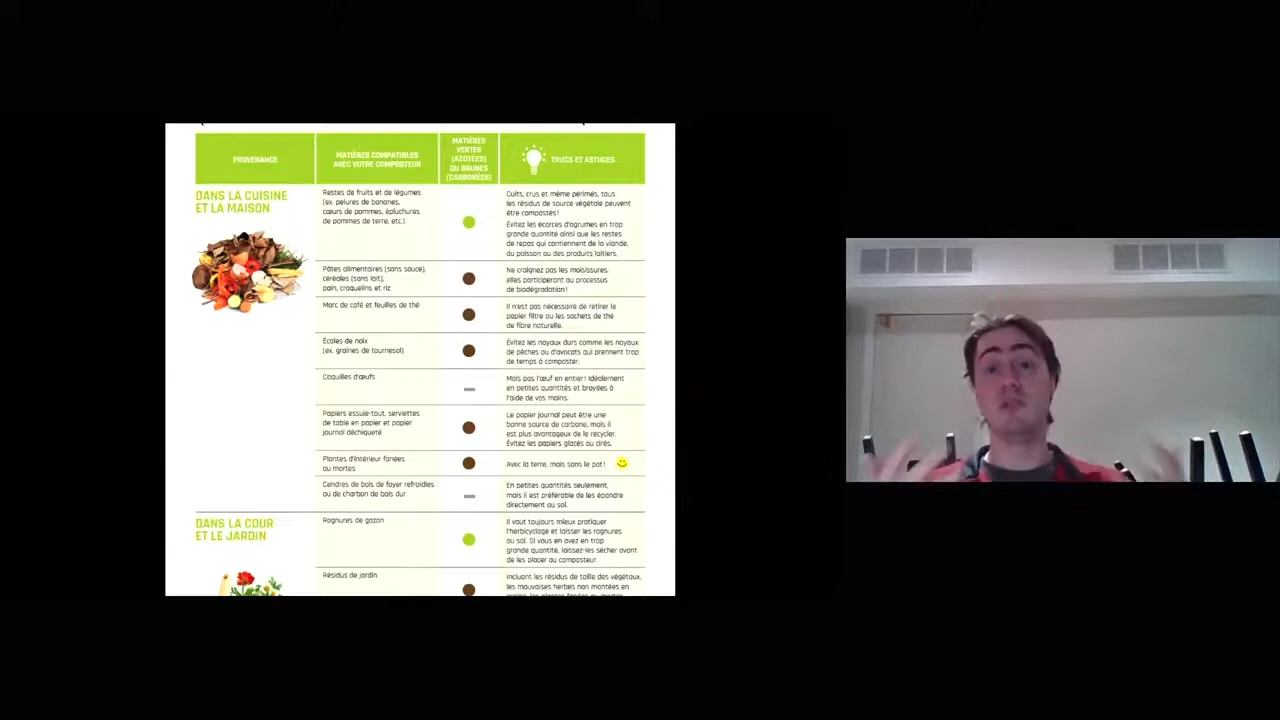 PROVENANCE
MATIÈRES COMPATIBLES
AVEC VOTRE COMPOSTEUR
MATIÈRES
VERTES
(AZOTÉES)
OU BRUNES
(CARBONÉES)
TRUCS ET ASTUCES
DANS LA CUISINE
ET LA MAISON
Restes de fruits et de légumes
(ex. pelures de bananes,
cœurs de pommes, épluchures
de pommes de terre, etc.)
Cuits, crus et même périmés, tous
les résidus de source végétale peuvent
être compostés!
Évitez les écorces d'agrumes en trop
grande quantité ainsi que les restes
de repas qui contiennent de la viande,
du poisson ou des produits laitiers.
Pâtes alimentaires (sans sauce),
céréales (sans lait),
pain, craquelins et riz
Ne craignez pas les moisissures,
elles participeront au processus
de biodégradation!
Marc de café et feuilles de thé
Il n'est pas nécessaire de retirer le
papier filtre ou les sachets de thé
de fibre naturelle.
Écales de noix
(ex. graines de tournesol)
Évitez les noyaux durs comme les noyaux
de pêches ou d'avocats qui prennent trop
de temps à composter.
Coquilles d'œufs
Mais pas l'œuf en entier! Idéalement
en petites quantités et broyées à
l'aide de vos mains.
Papiers essuie-tout, serviettes
de table en papier et papier
journal déchiqueté
Le papier journal peut être une
bonne source de carbone, mais il
est plus avantageux de le recycler.
Évitez les papiers glacés ou cirés.
Plantes d'intérieur fanées
ou mortes
Avec la terre, mais sans le pot!
Cendres de bois de foyer refroidies
ou de charbon de bois dur
En petites quantités seulement,
mais il est préférable de les épandre
directement au sol.
DANS LA COUR
ET LE JARDIN
Rognures de gazon
Il vaut toujours mieux pratiquer
l'herbicyclage et laisser les rognures
au sol. Si vous en avez en trop
grande quantité, laissez-les sécher avant
de les placer au composteur.
Résidus de jardin
Incluant les résidus de taille des végétaux,
les mauvaises herbes non montées en